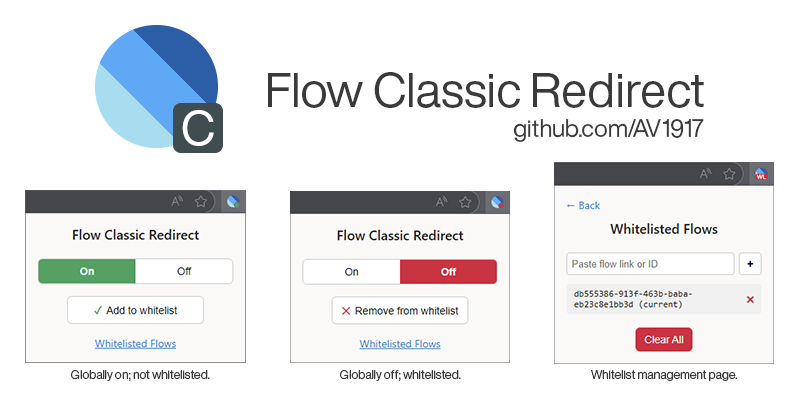 C
Flow Classic Redirect
github.com/AV1917
A
Flow Classic Redirect
On Off
✓ Add to whitelist
Whitelisted Flows
Globally on; not whitelisted.
A
Flow Classic Redirect
On Off
✕ Remove from whitelist
Whitelisted Flows
Globally off; whitelisted.
A
WL
← Back
Whitelisted Flows
Paste flow link or ID +
db555386-913f-463b-baba-
eb23c8e1bb3d (current) ✕
Clear All
Whitelist management page.